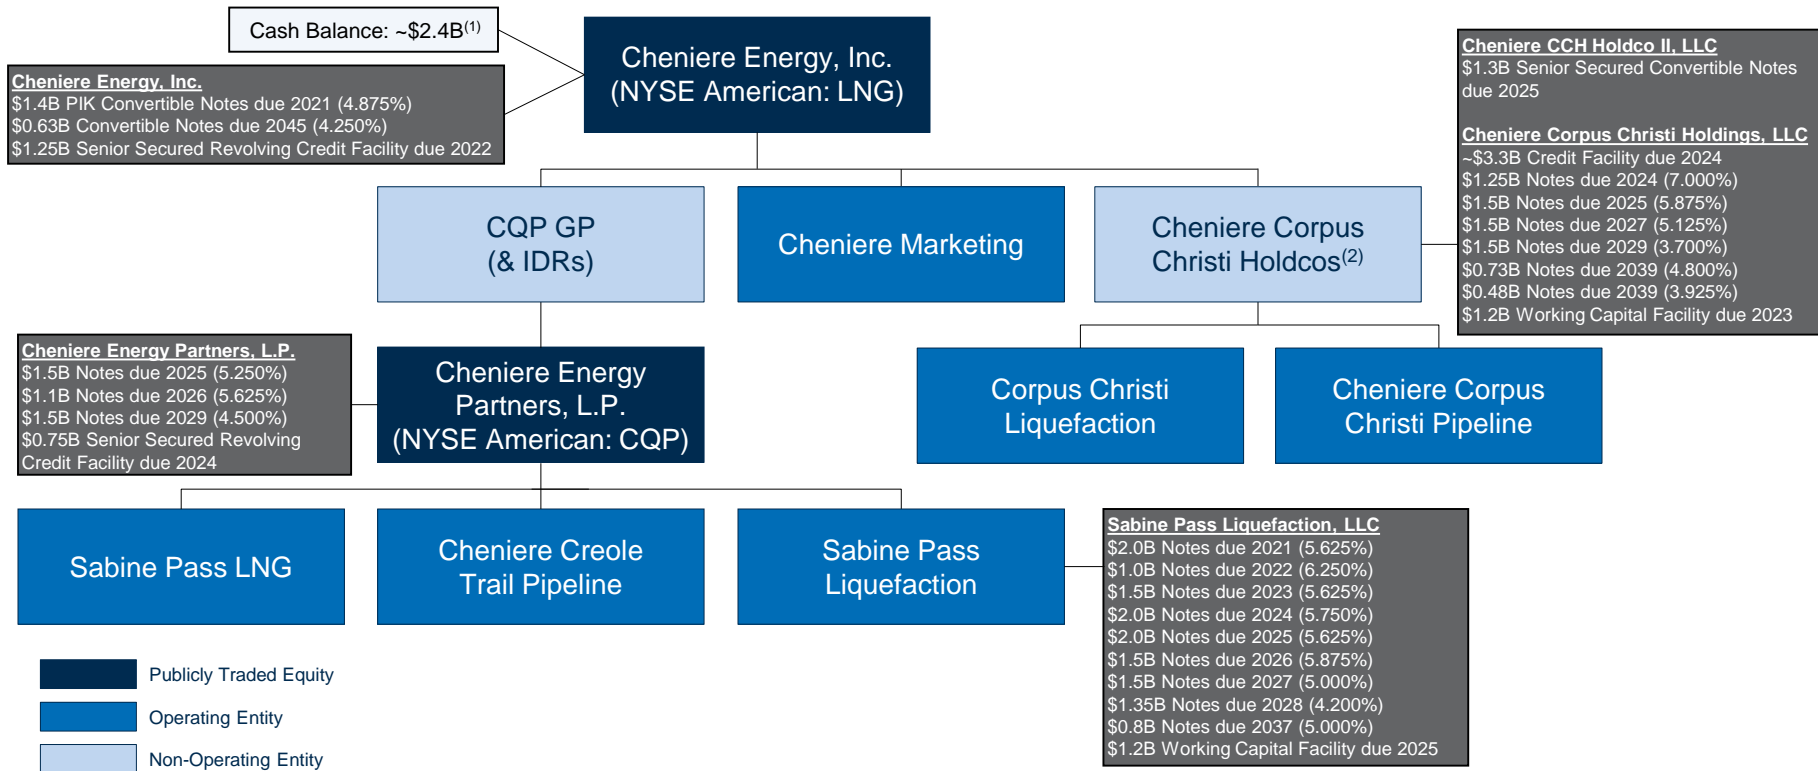 Cash Balance: ~$2.4B(1)
Cheniere Energy, Inc.
(NYSE American: LNG)
Cheniere Energy, Inc.
$1.4B PIK Convertible Notes due 2021 (4.875%)
$0.63B Convertible Notes due 2045 (4.250%)
$1.25B Senior Secured Revolving Credit Facility due 2022
Cheniere CCH Holdco II, LLC
$1.3B Senior Secured Convertible Notes
due 2025
Cheniere Corpus Christi Holdings, LLC
~$3.3B Credit Facility due 2024
$1.25B Notes due 2024 (7.000%)
$1.5B Notes due 2025 (5.875%)
$1.5B Notes due 2027 (5.125%)
$1.5B Notes due 2029 (3.700%)
$0.73B Notes due 2039 (4.800%)
$0.48B Notes due 2039 (3.925%)
$1.2B Working Capital Facility due 2023
CQP GP
(& IDRs)
Cheniere Marketing
Cheniere Corpus
Christi Holdcos(2)
Cheniere Energy Partners, L.P.
$1.5B Notes due 2025 (5.250%)
$1.1B Notes due 2026 (5.625%)
$1.5B Notes due 2029 (4.500%)
$0.75B Senior Secured Revolving
Credit Facility due 2024
Cheniere Energy
Partners, L.P.
(NYSE American: CQP)
Corpus Christi
Liquefaction
Cheniere Corpus
Christi Pipeline
Sabine Pass LNG
Cheniere Creole
Trail Pipeline
Sabine Pass
Liquefaction
Sabine Pass Liquefaction, LLC
$2.0B Notes due 2021 (5.625%)
$1.0B Notes due 2022 (6.250%)
$1.5B Notes due 2023 (5.625%)
$2.0B Notes due 2024 (5.750%)
$2.0B Notes due 2025 (5.625%)
$1.5B Notes due 2026 (5.875%)
$1.5B Notes due 2027 (5.000%)
$1.35B Notes due 2028 (4.200%)
$0.8B Notes due 2037 (5.000%)
$1.2B Working Capital Facility due 2025
Publicly Traded Equity
Operating Entity
Non-Operating Entity